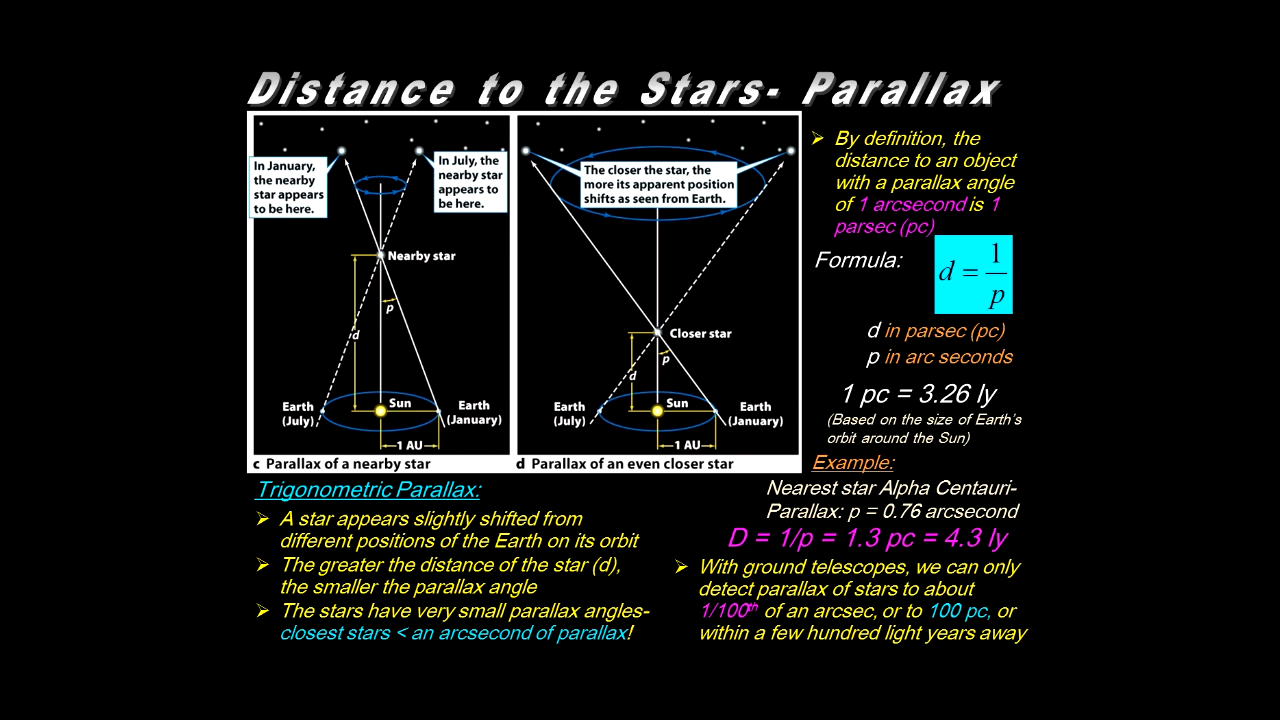 Distance to the Stars- Parallax
In January,
the nearby
star appears
to be here.
In July, the
nearby star
appears to
be here.
Nearby star
p
d
Sun
Earth
(July)
Earth
(January)
1 AU
c Parallax of a nearby star
The closer the star, the
more its apparent position
shifts as seen from Earth.
Closer star
p
d
Sun
Earth
(July)
Earth
(January)
1 AU
d Parallax of an even closer star
➢ By definition, the
distance to an object
with a parallax angle
of 1 arcsecond is 1
parsec (pc)
Formula:
d = 1/p
d in parsec (pc)
p in arc seconds
1 pc = 3.26 ly
(Based on the size of Earth's
orbit around the Sun)
Example:
Nearest star Alpha Centauri-
Parallax: p = 0.76 arcsecond
D = 1/p = 1.3 pc = 4.3 ly
➢ With ground telescopes, we can only
detect parallax of stars to about
1/100th of an arcsec, or to 100 pc, or
within a few hundred light years away
Trigonometric Parallax:
➢ A star appears slightly shifted from
different positions of the Earth on its orbit
➢ The greater the distance of the star (d),
the smaller the parallax angle
➢ The stars have very small parallax angles-
closest stars < an arcsecond of parallax!